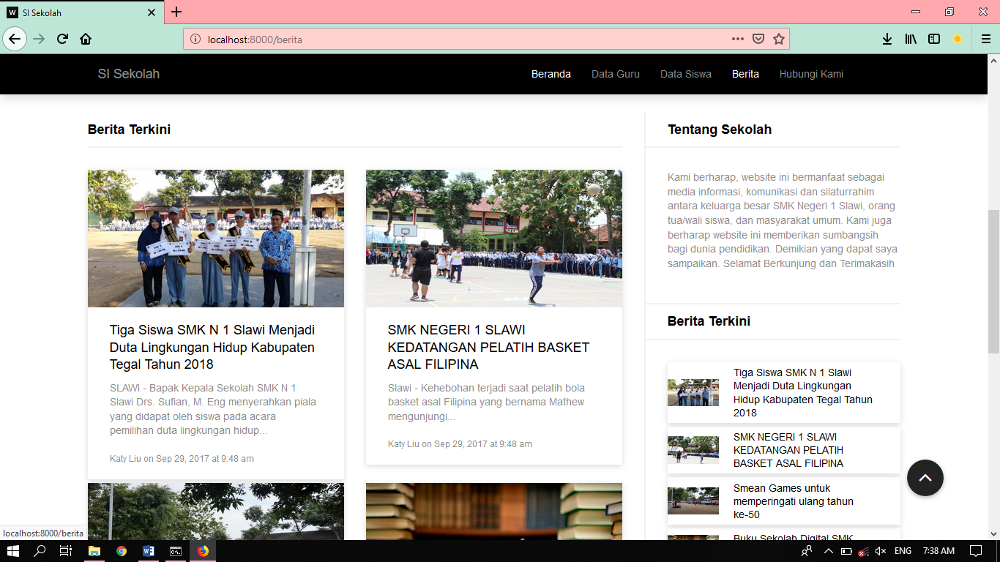 SI Sekolah
localhost:8000/berita
SI Sekolah
Beranda Data Guru Data Siswa Berita Hubungi Kami
Berita Terkini
Tiga Siswa SMK N 1 Slawi Menjadi
Duta Lingkungan Hidup Kabupaten
Tegal Tahun 2018
SLAWI - Bapak Kepala Sekolah SMK N 1
Slawi Drs. Sufian, M. Eng menyerahkan piala
yang didapat oleh siswa pada acara
pemilihan duta lingkungan hidup...
Katy Liu on Sep 29, 2017 at 9:48 am
SMK NEGERI 1 SLAWI
KEDATANGAN PELATIH BASKET
ASAL FILIPINA
Slawi - Kehebohan terjadi saat pelatih bola
basket asal Filipina yang bernama Mathew
mengunjungi...
Katy Liu on Sep 29, 2017 at 9:48 am
Tentang Sekolah
Kami berharap, website ini bermanfaat sebagai
media informasi, komunikasi dan silaturrahim
antara keluarga besar SMK Negeri 1 Slawi, orang
tua/wali siswa, dan masyarakat umum. Kami juga
berharap website ini memberikan sumbangsih
bagi dunia pendidikan. Demikian yang dapat saya
sampaikan. Selamat Berkunjung dan Terimakasih
Berita Terkini
Tiga Siswa SMK N 1 Slawi
Menjadi Duta Lingkungan
Hidup Kabupaten Tegal Tahun
2018
SMK NEGERI 1 SLAWI
KEDATANGAN PELATIH
BASKET ASAL FILIPINA
Smean Games untuk
memperingati ulang tahun
ke-50
Buku Sekolah Digital SMK
localhost:8000/berita
ENG 7:38 AM